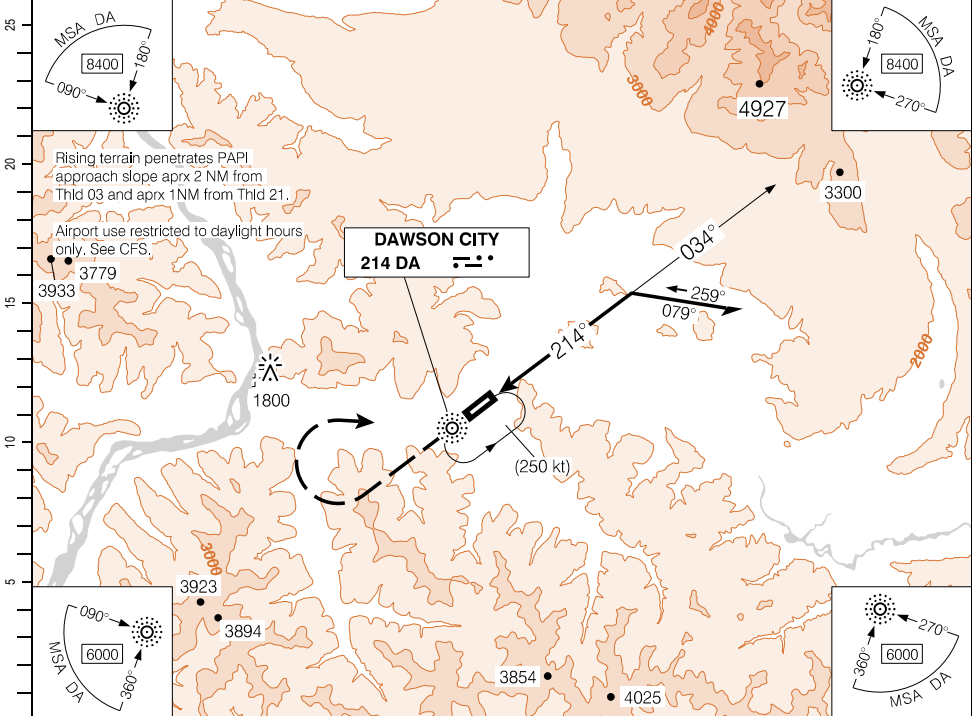 25
MSA DA
8400
180°
090°
4000
3000
4927
MSA DA
180°
8400
270°
20
Rising terrain penetrates PAPI
approach slope aprx 2 NM from
Thld 03 and aprx 1NM from Thld 21.
3300
Airport use restricted to daylight hours
only. See CFS.
DAWSON CITY
214 DA
034°
3779
3933
259°
079°
15
214°
2000
1800
10
(250 kt)
5
3000
3923
3894
090°
6000
MSA DA
360°
3854
4025
270°
360°
6000
MSA DA